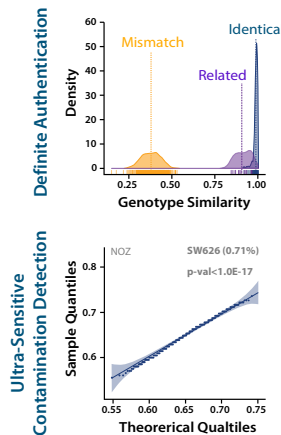 Definite Authentication
Density
60
50
40
30
20
10
0
Mismatch
Identica
Related
0.25
0.50
0.75
1.00
Genotype Similarity
Ultra-Sensitive
Contamination Detection
Sample Quantiles
0.8
0.7
0.6
NOZ
SW626 (0.71%)
p-val<1.0E-17
0.55
0.60
0.65
0.70
0.75
Theorerical Qualtiles